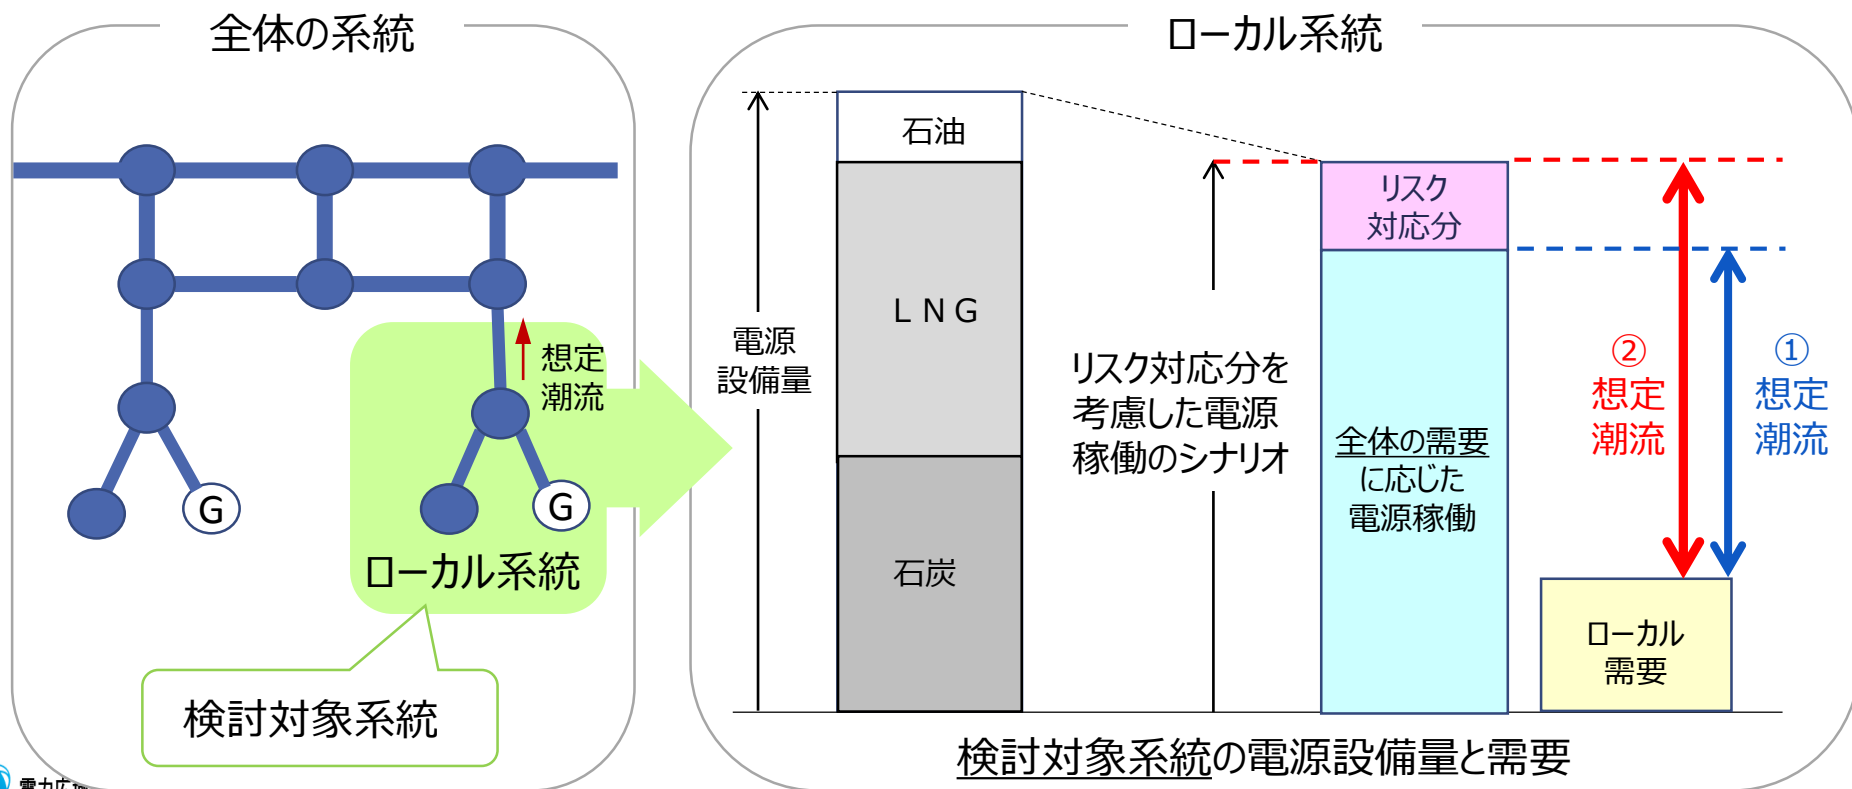 全体の系統
想定
潮流
G
G
ローカル系統
検討対象系統
ローカル系統
石油
LNG
石炭
電源
設備量
リスク対応分を
考慮した電源
稼働のシナリオ
リスク
対応分
全体の需要
に応じた
電源稼働
②
想定
潮流
①
想定
潮流
ローカル
需要
検討対象系統の電源設備量と需要